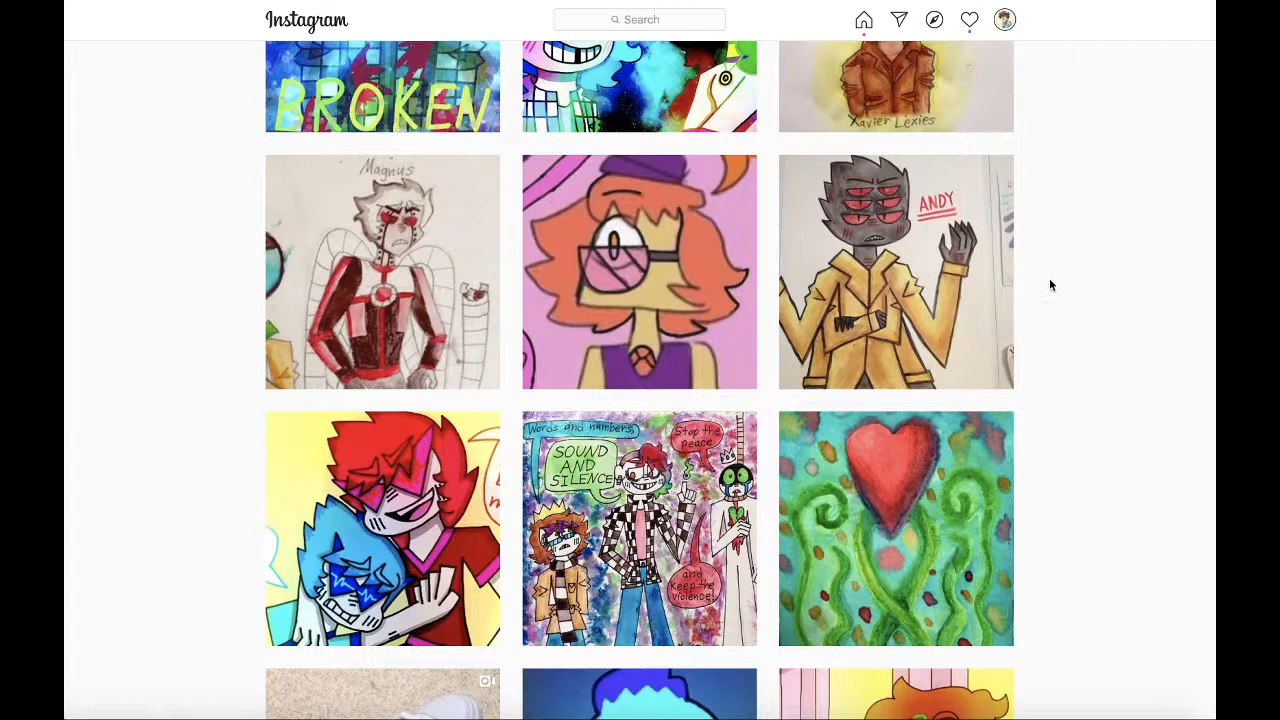 Instagram
Search
BROKEN
Xavier Lexies
Magnus
ANDY
Words and numbers,
SOUND
AND
SILENCE
Stop the
peace
and
keep the
violence!